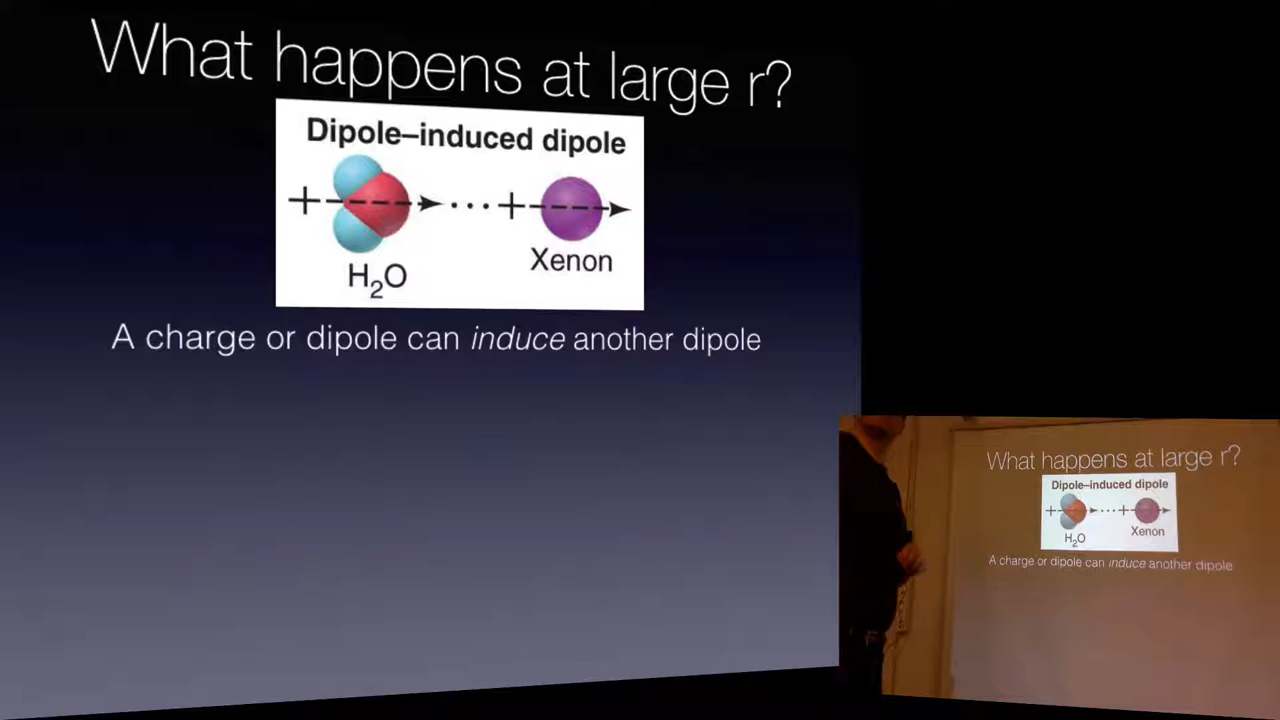 What happens at large r?
Dipole–induced dipole
+ ... +
H₂O
Xenon
A charge or dipole can induce another dipole
What happens at large r?
Dipole–induced dipole
+ ... +
H₂O
Xenon
A charge or dipole can induce another dipole